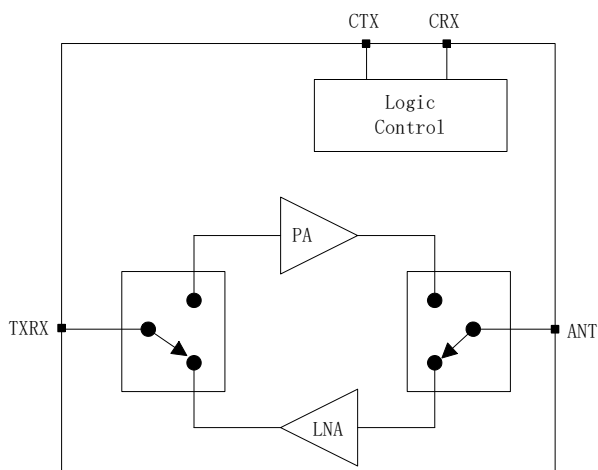 CTX
CRX
Logic
Control
PA
TXRX
ANT
LNA